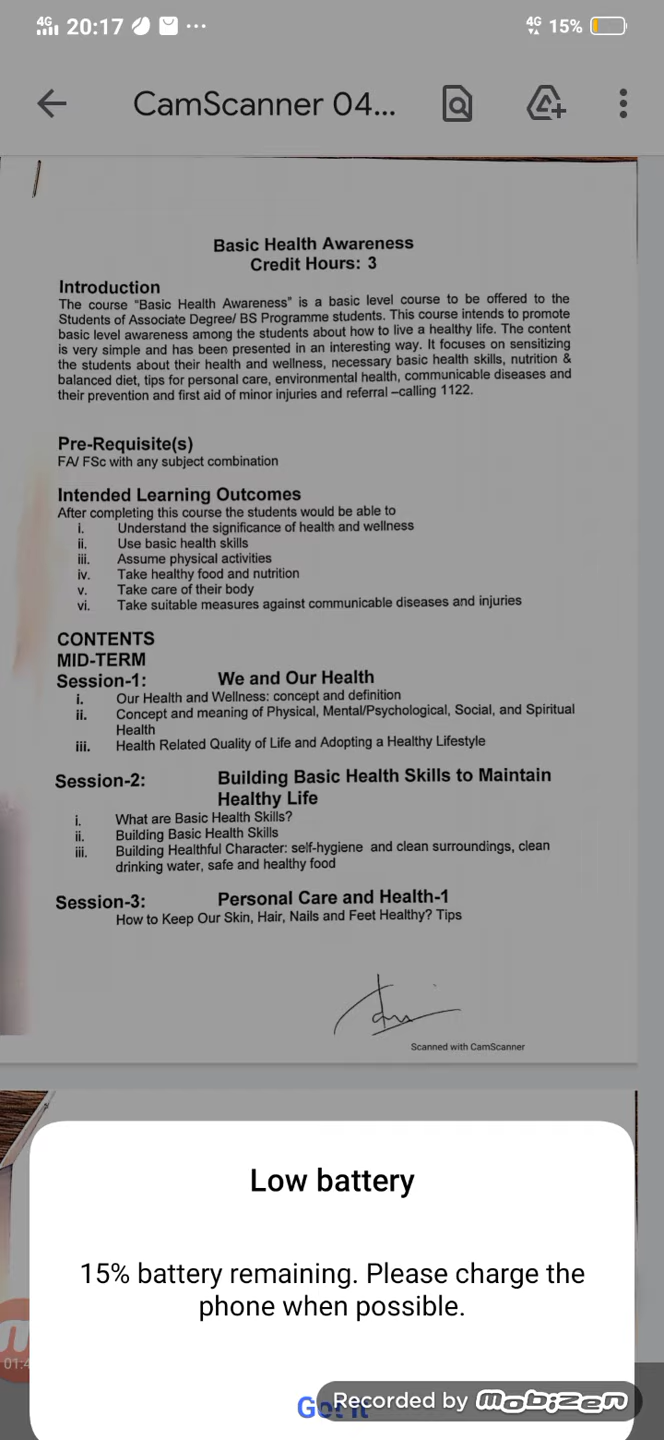 4G 20:17 ... 4G 15%
CamScanner 04...
Basic Health Awareness
Credit Hours: 3
Introduction
The course "Basic Health Awareness" is a basic level course to be offered to the
Students of Associate Degree/ BS Programme students. This course intends to promote
basic level awareness among the students about how to live a healthy life. The content
is very simple and has been presented in an interesting way. It focuses on sensitizing
the students about their health and wellness, necessary basic health skills, nutrition &
balanced diet, tips for personal care, environmental health, communicable diseases and
their prevention and first aid of minor injuries and referral –calling 1122.
Pre-Requisite(s)
FA/ FSc with any subject combination
Intended Learning Outcomes
After completing this course the students would be able to
i. Understand the significance of health and wellness
ii. Use basic health skills
iii. Assume physical activities
iv. Take healthy food and nutrition
v. Take care of their body
vi. Take suitable measures against communicable diseases and injuries
CONTENTS
MID-TERM
Session-1: We and Our Health
i. Our Health and Wellness: concept and definition
ii. Concept and meaning of Physical, Mental/Psychological, Social, and Spiritual
Health
iii. Health Related Quality of Life and Adopting a Healthy Lifestyle
Session-2: Building Basic Health Skills to Maintain
Healthy Life
i. What are Basic Health Skills?
ii. Building Basic Health Skills
iii. Building Healthful Character: self-hygiene and clean surroundings, clean
drinking water, safe and healthy food
Session-3: Personal Care and Health-1
How to Keep Our Skin, Hair, Nails and Feet Healthy? Tips
Scanned with CamScanner
Low battery
15% battery remaining. Please charge the
phone when possible.
Recorded by mobizen